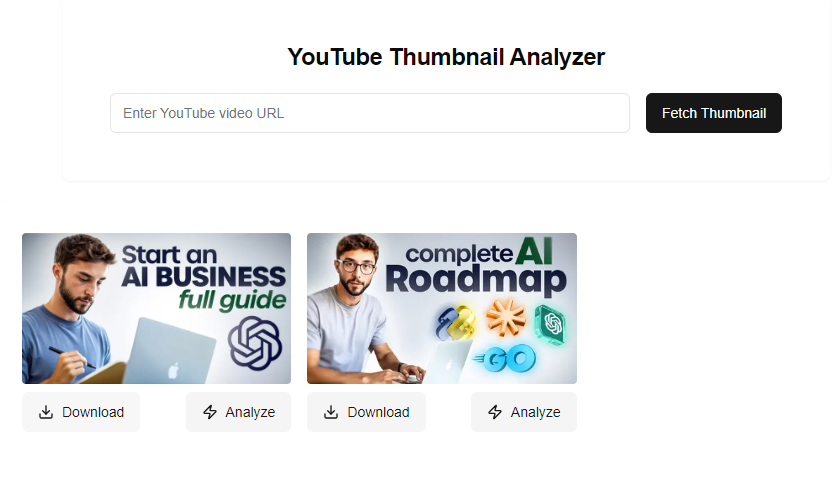 YouTube Thumbnail Analyzer
Enter YouTube video URL
Fetch Thumbnail
Start an
AI BUSINESS
full guide
complete AI
Roadmap
GO
Download
Analyze
Download
Analyze